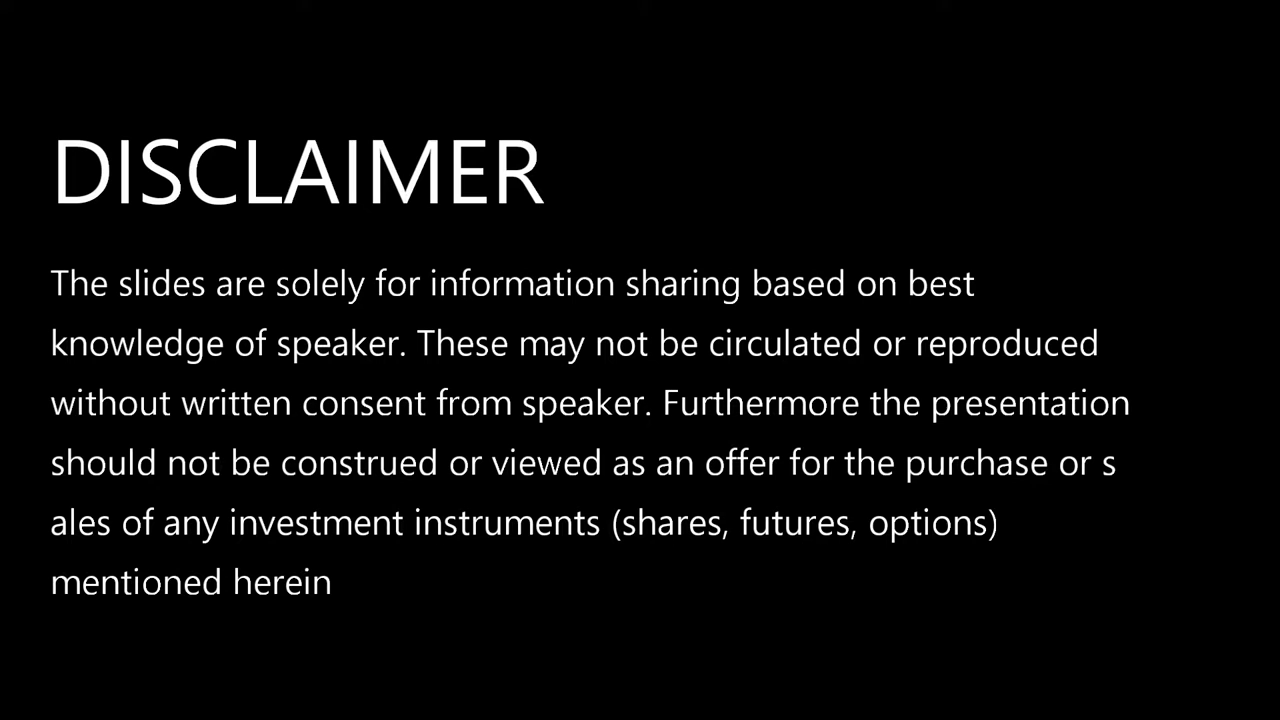 DISCLAIMER
The slides are solely for information sharing based on best
knowledge of speaker. These may not be circulated or reproduced
without written consent from speaker. Furthermore the presentation
should not be construed or viewed as an offer for the purchase or s
ales of any investment instruments (shares, futures, options)
mentioned herein